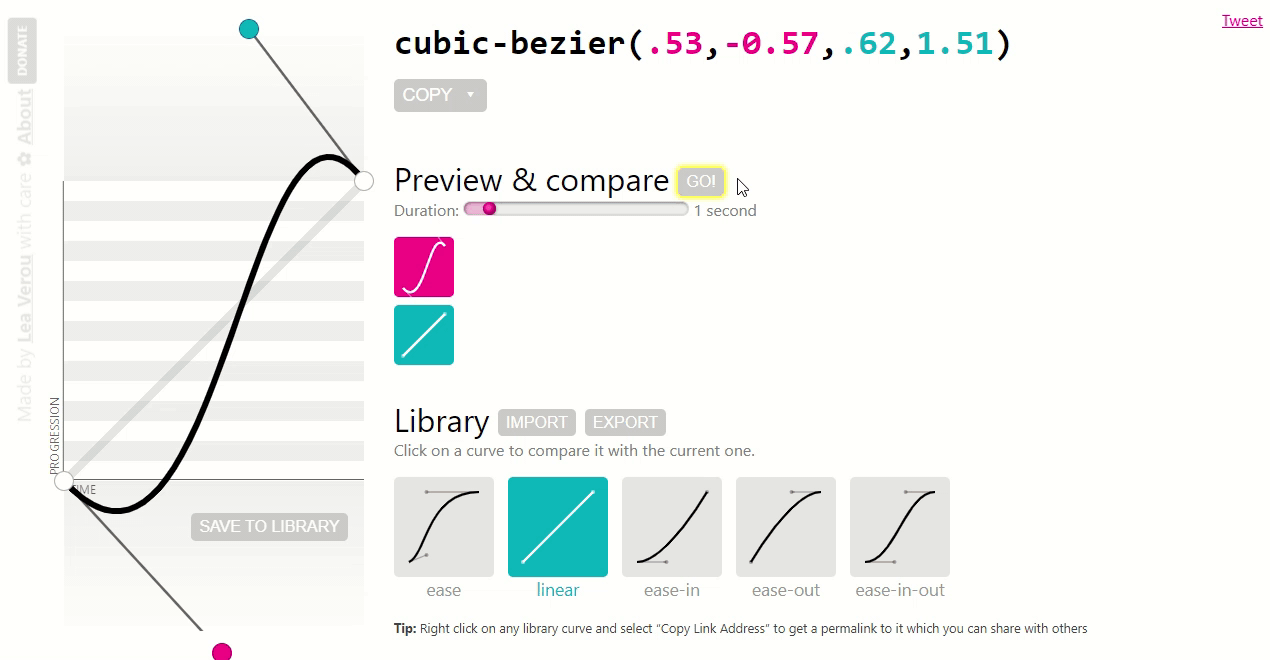 Tweet
DONATE
Made by Lea Verou with care ✿ About
cubic-bezier(.53,-0.57,.62,1.51)
COPY ▼
Preview & compare GO!
Duration: 1 second
PROGRESSION
Library IMPORT EXPORT
Click on a curve to compare it with the current one.
SAVE TO LIBRARY
ease linear ease-in ease-out ease-in-out
Tip: Right click on any library curve and select “Copy Link Address” to get a permalink to it which you can share with others